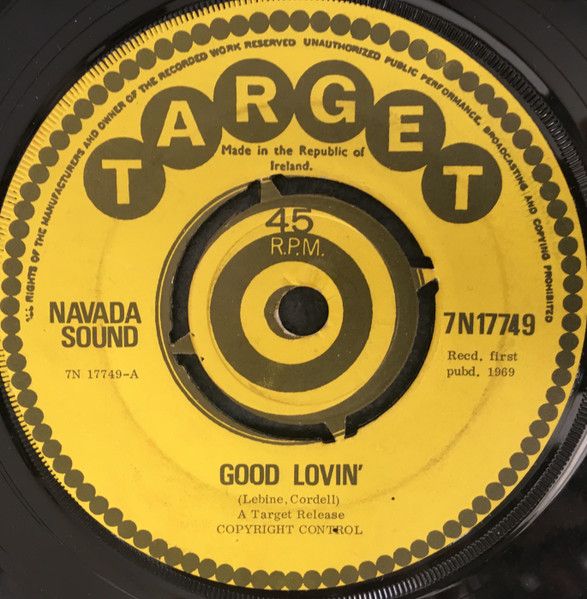 ALL RIGHTS OF THE MANUFACTURERS AND OWNER OF THE RECORDED WORK RESERVED UNAUTHORIZED PUBLIC PERFORMANCE, BROADCASTING AND COPYING PROHIBITED
TARGET
Made in the Republic of
Ireland.
45
R.P.M.
NAVADA
SOUND
7N 17749-A
7N17749
Recd. first
pubd. 1969
GOOD LOVIN'
(Lebine, Cordell)
A Target Release
COPYRIGHT CONTROL